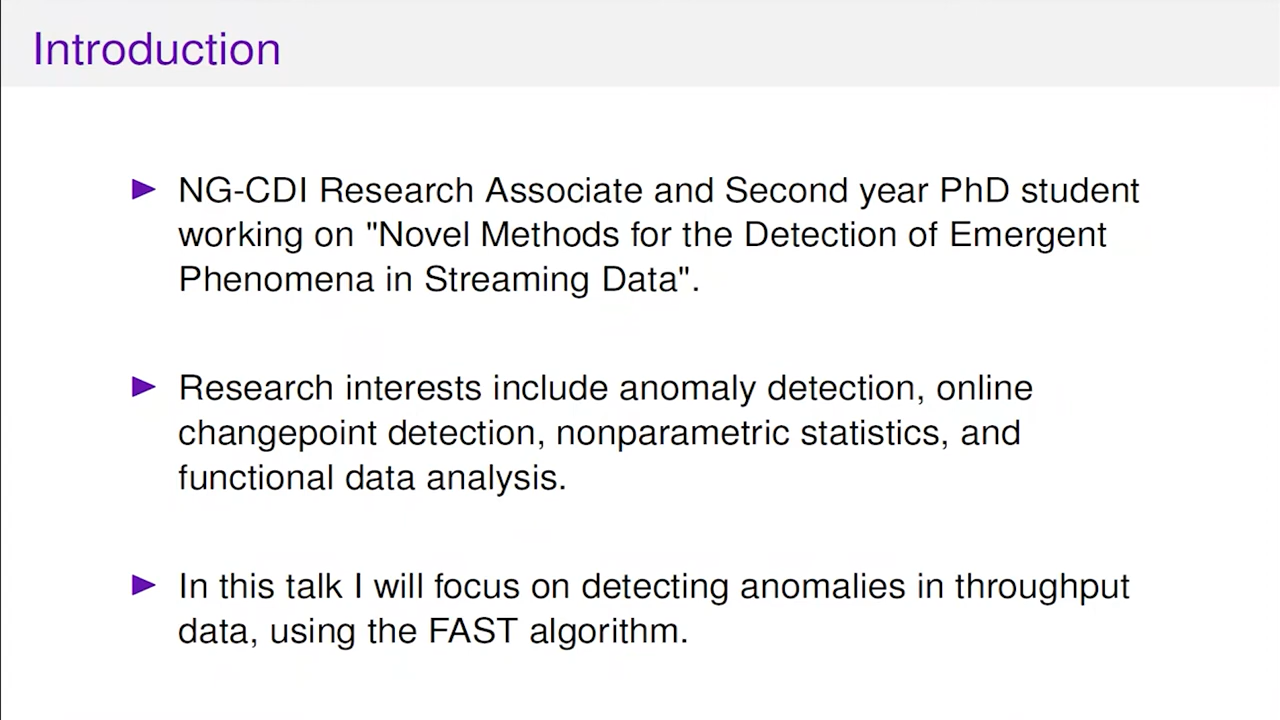 Introduction
NG-CDI Research Associate and Second year PhD student
working on "Novel Methods for the Detection of Emergent
Phenomena in Streaming Data".
Research interests include anomaly detection, online
changepoint detection, nonparametric statistics, and
functional data analysis.
In this talk I will focus on detecting anomalies in throughput
data, using the FAST algorithm.